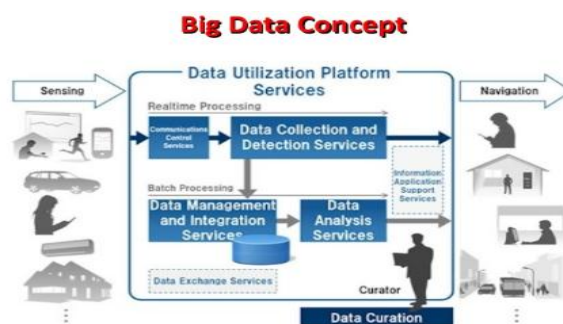 Big Data Concept
Data Utilization Platform
Services
Sensing
Navigation
Realtime Processing
Communications
Control
Services
Data Collection and
Detection Services
Information
Application
Support
Services
Batch Processing
Data Management
and Integration
Services
Data
Analysis
Services
Data Exchange Services
Curator
Data Curation